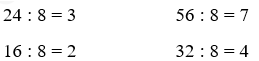 24 : 8 = 3 56 : 8 = 7
16 : 8 = 2 32 : 8 = 4